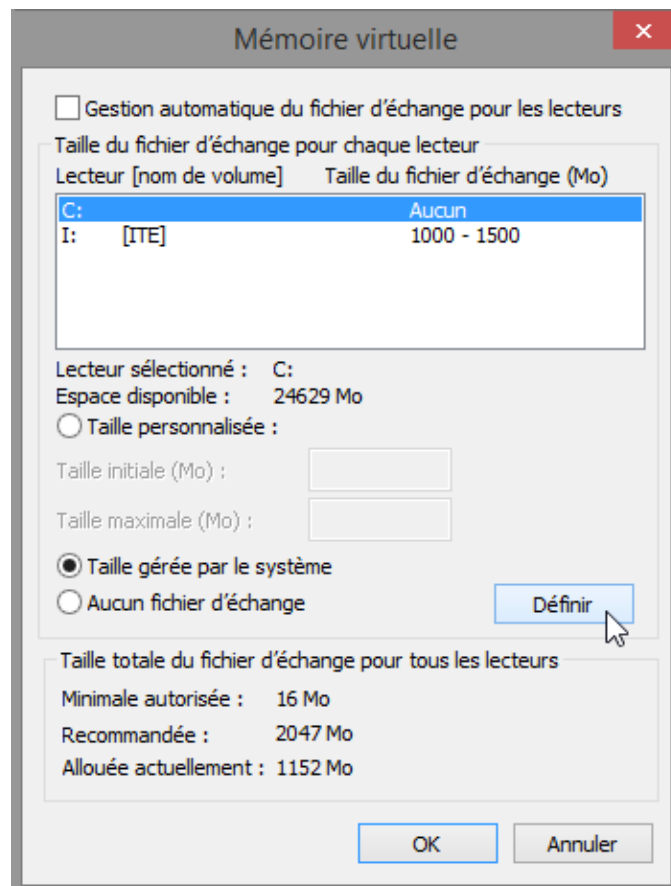 Mémoire virtuelle
Gestion automatique du fichier d'échange pour les lecteurs
Taille du fichier d'échange pour chaque lecteur
Lecteur [nom de volume] Taille du fichier d'échange (Mo)
C: Aucun
I: [ITE] 1000 - 1500
Lecteur sélectionné : C:
Espace disponible : 24629 Mo
Taille personnalisée :
Taille initiale (Mo) :
Taille maximale (Mo) :
Taille gérée par le système
Aucun fichier d'échange Définir
Taille totale du fichier d'échange pour tous les lecteurs
Minimale autorisée : 16 Mo
Recommandée : 2047 Mo
Allouée actuellement : 1152 Mo
OK Annuler